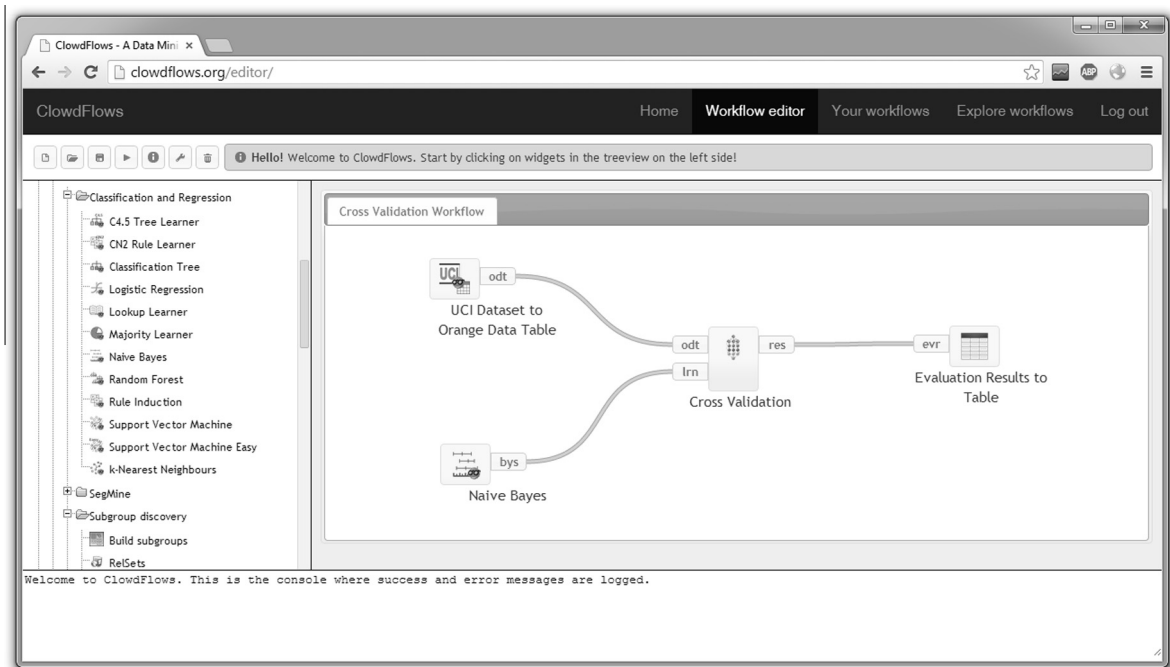 ClowdFlows - A Data Mini
clowdflows.org/editor/
ABP
ClowdFlows
Home Workflow editor Your workflows Explore workflows Log out
Hello! Welcome to ClowdFlows. Start by clicking on widgets in the treeview on the left side!
Classification and Regression
C4.5 Tree Learner
CN2 Rule Learner
Classification Tree
Logistic Regression
Lookup Learner
Majority Learner
Naive Bayes
Random Forest
Rule Induction
Support Vector Machine
Support Vector Machine Easy
k-Nearest Neighbours
SegMine
Subgroup discovery
Build subgroups
RelSets
Cross Validation Workflow
UCI
odt
UCI Dataset to
Orange Data Table
bys
Naive Bayes
odt
lrn
res
Cross Validation
evr
Evaluation Results to
Table
Welcome to ClowdFlows. This is the console where success and error messages are logged.